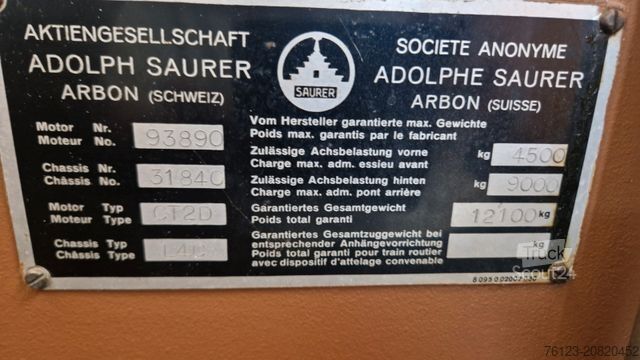 AKTIENGESELLSCHAFT
ADOLPH SAURER
ARBON (SCHWEIZ)
SAURER
SOCIETE ANONYME
ADOLPHE SAURER
ARBON (SUISSE)
Motor Nr.
Moteur No.
93890
Chassis Nr.
Châssis No.
31840
Motor Typ
Moteur Type
CT2D
Chassis Typ
Châssis Type
L4C
Vom Hersteller garantierte max. Gewichte
Poids max. garantis par le fabricant
Zulässige Achsbelastung vorne
Charge max. adm. essieu avant
kg 4500
Zulässige Achsbelastung hinten
Charge max. adm. pont arrière
kg 9000
Garantiertes Gesamtgewicht
Poids total garanti
12100 kg
Garantiertes Gesamtzuggewicht bei
entsprechender Anhängevorrichtung
Poids total garanti pour train routier
avec dispositif d'attelage convenable
kg
Truck
Scout24
76123-20820452